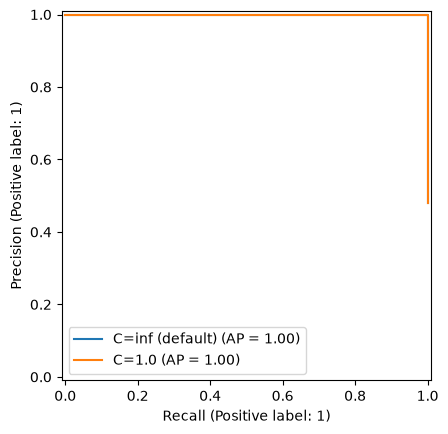 1.0
0.8
0.6
0.4
0.2
0.0
Precision (Positive label: 1)
C=inf (default) (AP = 1.00)
C=1.0 (AP = 1.00)
0.0 0.2 0.4 0.6 0.8 1.0
Recall (Positive label: 1)